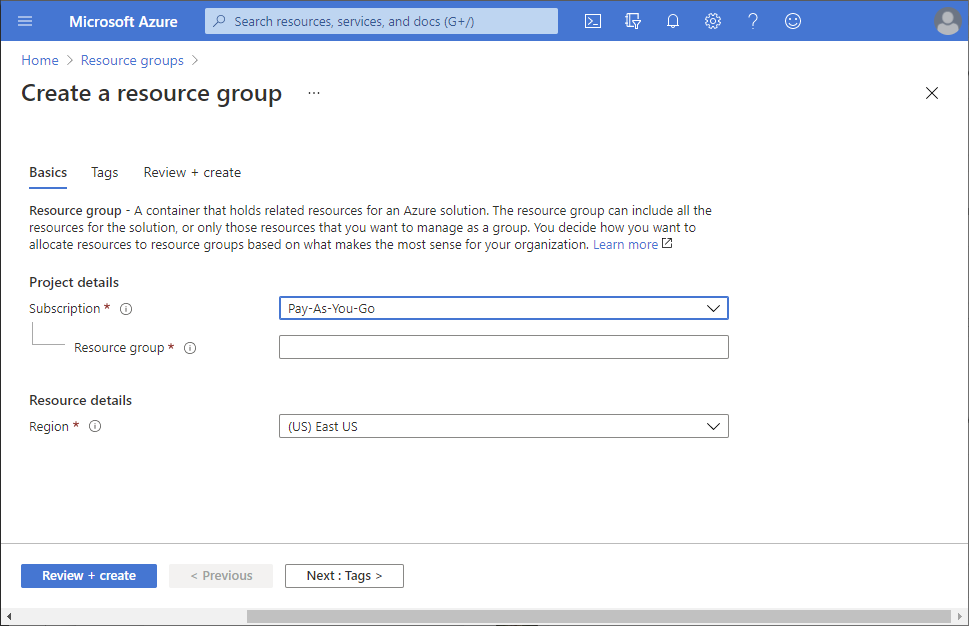 Microsoft Azure
Search resources, services, and docs (G+/)
Home > Resource groups >
Create a resource group ...
Basics Tags Review + create
Resource group - A container that holds related resources for an Azure solution. The resource group can include all the
resources for the solution, or only those resources that you want to manage as a group. You decide how you want to
allocate resources to resource groups based on what makes the most sense for your organization. Learn more
Project details
Subscription * Pay-As-You-Go
Resource group *
Resource details
Region * (US) East US
Review + create < Previous Next : Tags >